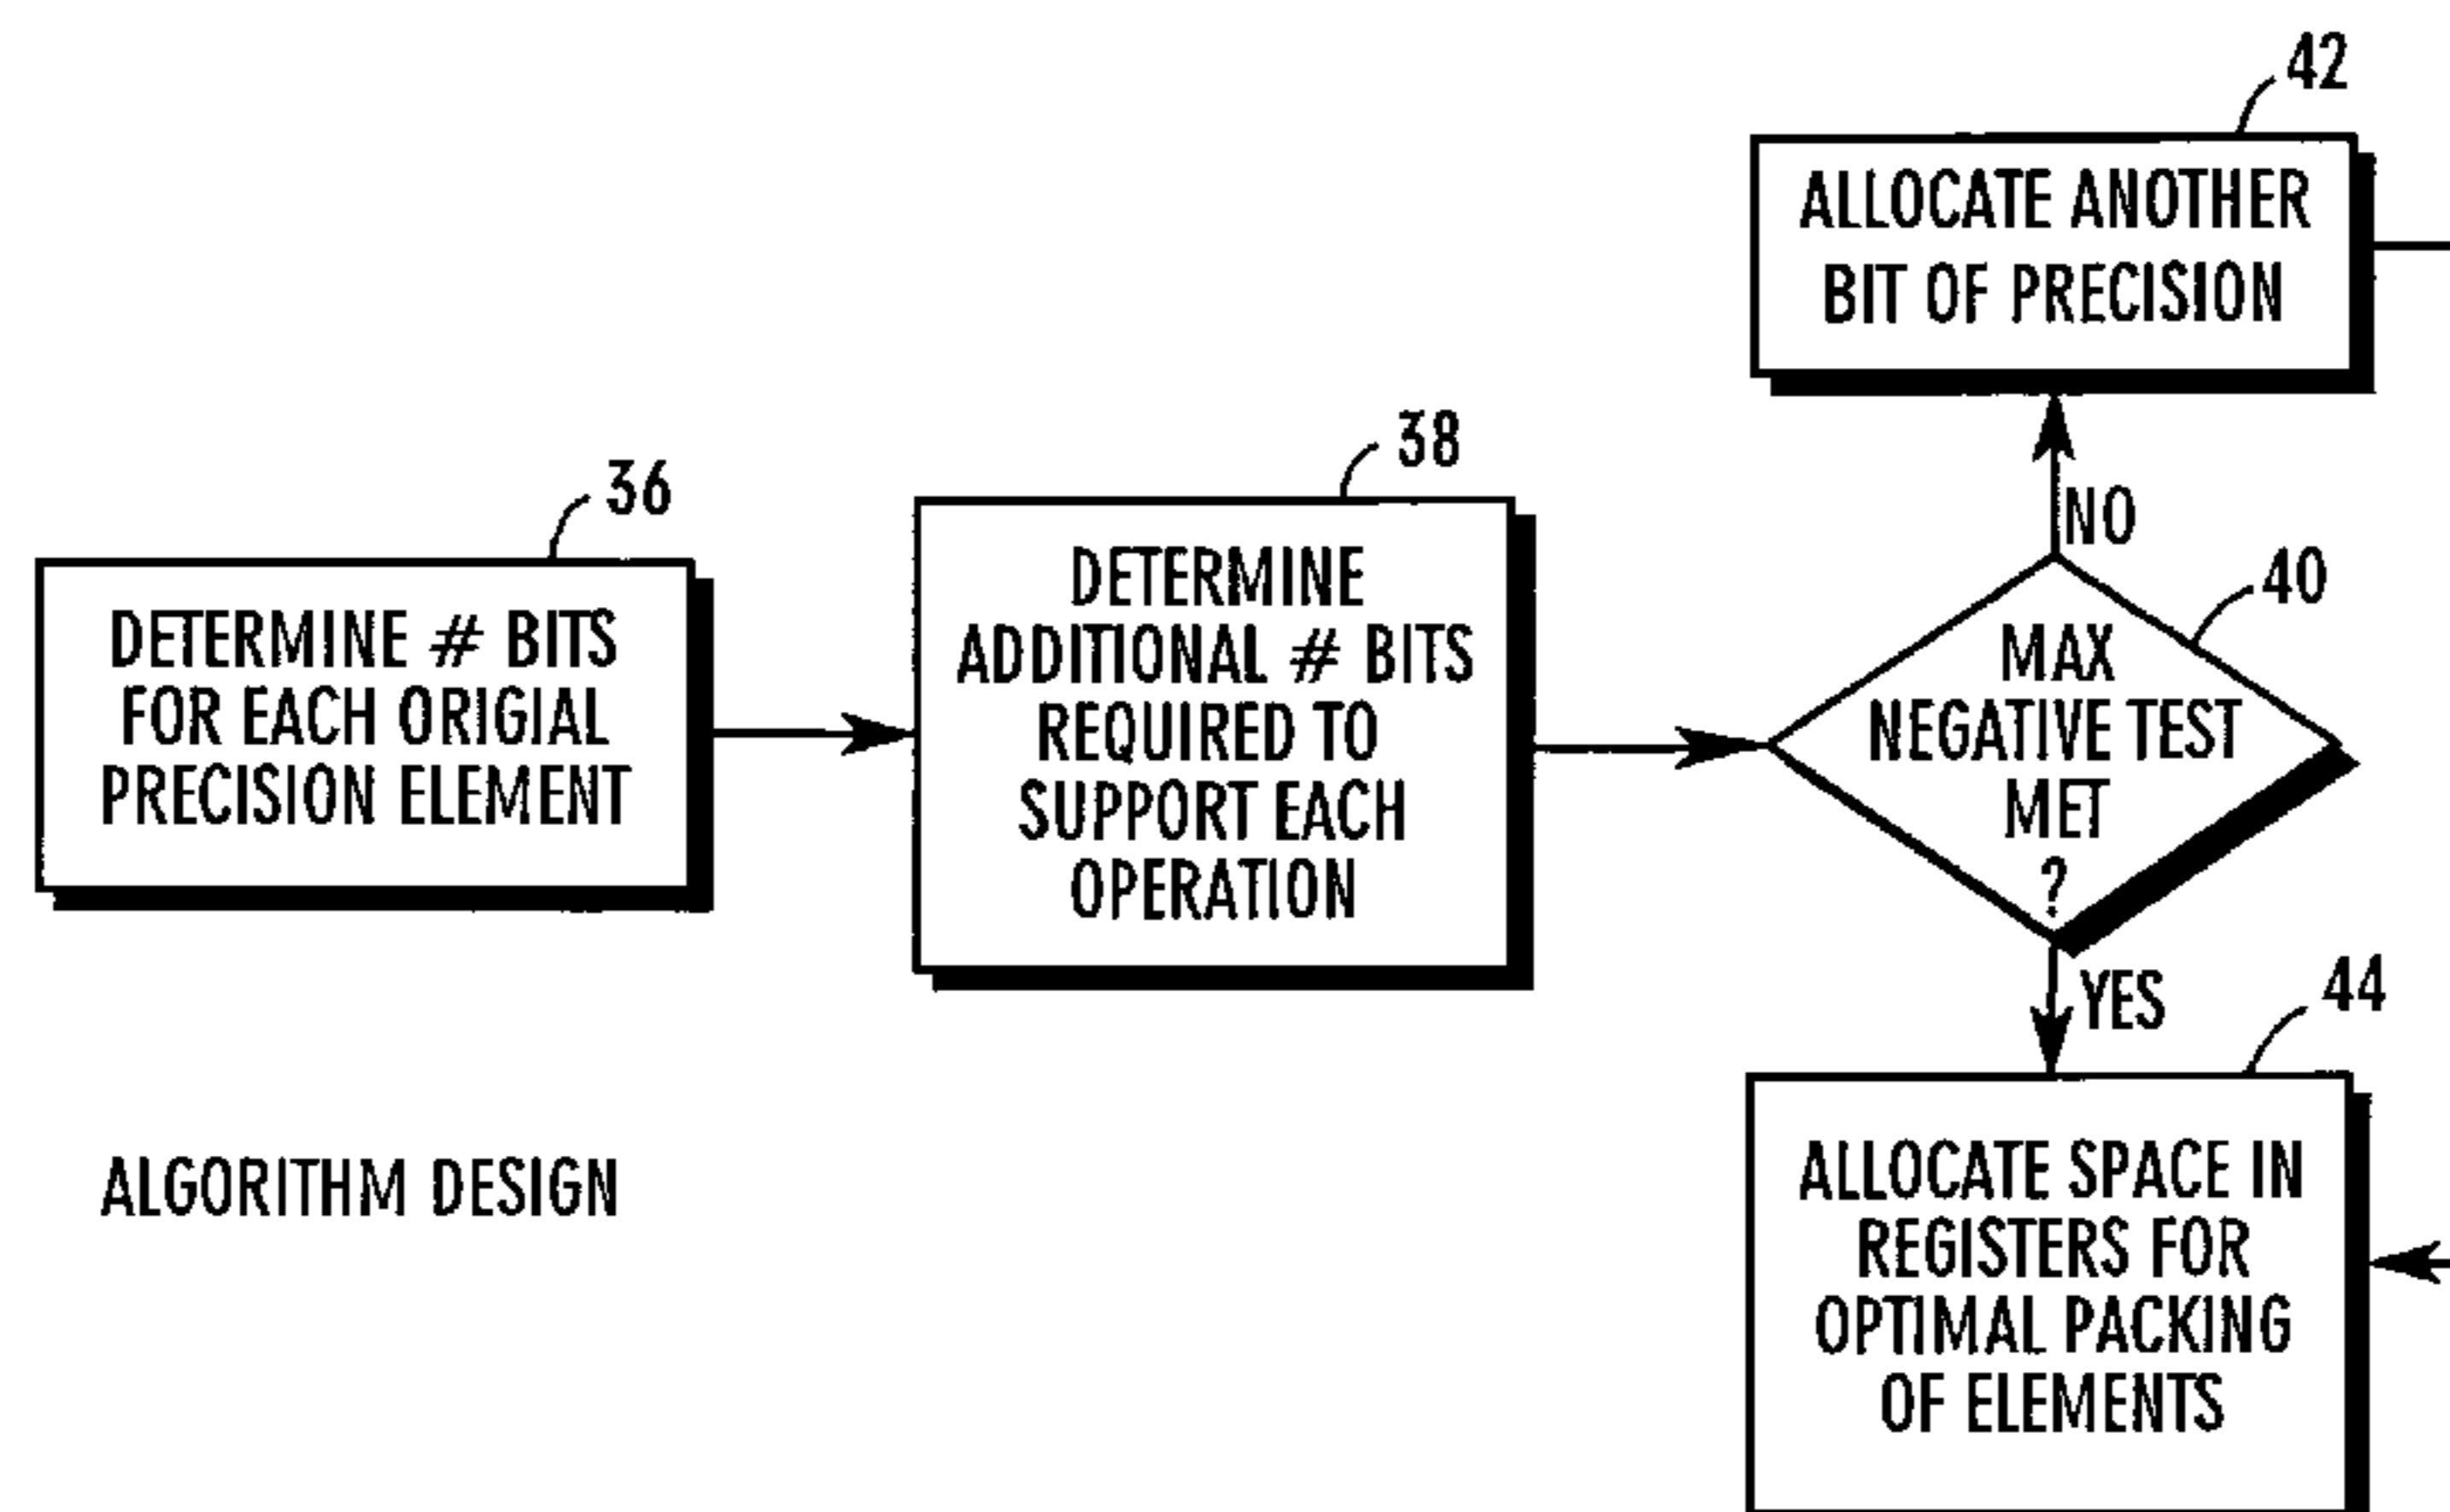 36
DETERMINE # BITS
FOR EACH ORIGIAL
PRECISION ELEMENT
38
DETERMINE
ADDITIONAL # BITS
REQUIRED TO
SUPPORT EACH
OPERATION
42
ALLOCATE ANOTHER
BIT OF PRECISION
NO
40
MAX
NEGATIVE TEST
MET
?
YES
44
ALLOCATE SPACE IN
REGISTERS FOR
OPTIMAL PACKING
OF ELEMENTS
ALGORITHM DESIGN